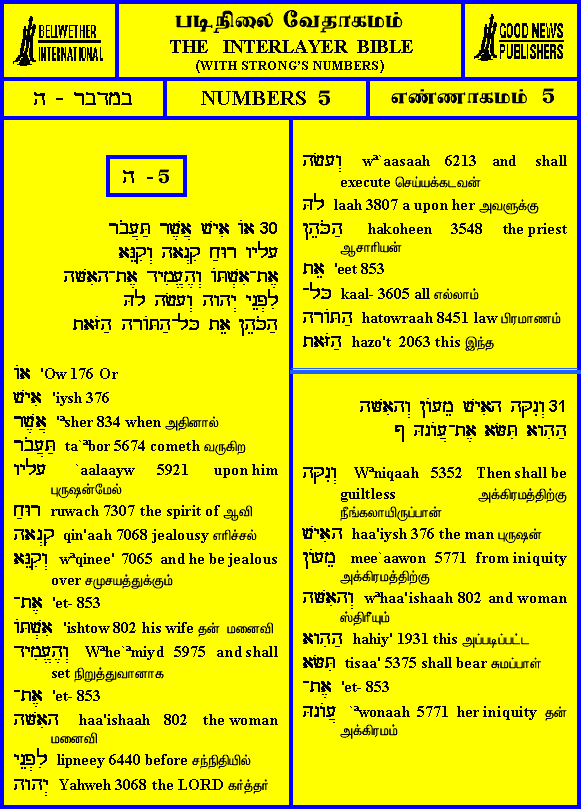 BELLWETHER
INTERNATIONAL
படிநிலை வேதாகமம்
THE INTERLAYER BIBLE
(WITH STRONG'S NUMBERS)
GOOD NEWS
PUBLISHERS
במדבר - ה
NUMBERS 5
எண்ணாகமம் 5
ה - 5
30 אוֹ אִישׁ אֲשֶׁר תַּעֲבֹר
עליו רוּחַ קִנְאָה וְקִנֵּא
אֶת־אִשְׁתּוֹ וְהֶעֱמִיד אֶת־הָאִשָּׁה
לִפְנֵי יְהוָה וְעָשָׂה לָהּ
הַכֹּהֵן אֵת כָּל־הַתּוֹרָה הַזֹּאת
אוֹ 'Ow 176 Or
אִישׁ 'iysh 376
אֲשֶׁר 'ªsher 834 when அதினால்
תַּעֲבֹר ta`ªbor 5674 cometh வருகிற
עליו `aalaayw 5921 upon him
புருஷன்மேல்
רוּחַ ruwach 7307 the spirit of ஆவி
קִנְאָה qin'aah 7068 jealousy எரிச்சல்
וְקִנֵּא wªqinee' 7065 and he be jealous
over சமுசயத்துக்கும்
אֶת־ 'et- 853
אִשְׁתּוֹ 'ishtow 802 his wife தன் மனைவி
וְהֶעֱמִיד Wªhe`ªmiyd 5975 and shall
set நிறுத்துவானாக
אֶת־ 'et- 853
הָאִשָּׁה haa'ishaah 802 the woman
மனைவி
לִפְנֵי lipneey 6440 before சந்நிதியில்
יְהוָה Yahweh 3068 the LORD கர்த்தர்
וְעָשָׂה wª`aasaah 6213 and shall
execute செய்யக்கடவன்
לָהּ laah 3807 a upon her அவளுக்கு
הַכֹּהֵן hakoheen 3548 the priest
ஆசாரியன்
אֵת 'eet 853
כָּל־ kaal- 3605 all எல்லாம்
הַתּוֹרָה hatowraah 8451 law பிரமாணம்
הַזֹּאת hazo't 2063 this இந்த
31 וְנִקָּה הָאִישׁ מֵעָוֹן וְהָאִשָּׁה
הַהִוא תִּשָּׂא אֶת־עֲוֹנָהּ ף
וְנִקָּה Wªniqaah 5352 Then shall be
guiltless அக்கிரமத்திற்கு
நீங்கலாயிருப்பான்
הָאִישׁ haa'iysh 376 the man புருஷன்
מֵעָוֹן mee`aawon 5771 from iniquity
அக்கிரமத்திற்கு
וְהָאִשָּׁה wªhaa'ishaah 802 and woman
ஸ்திரீயும்
הַהִוא hahiy' 1931 this அப்படிப்பட்ட
תִּשָּׂא tisaa' 5375 shall bear சுமப்பாள்
אֶת־ 'et- 853
עֲוֹנָהּ `ªwonaah 5771 her iniquity தன்
அக்கிரமம்